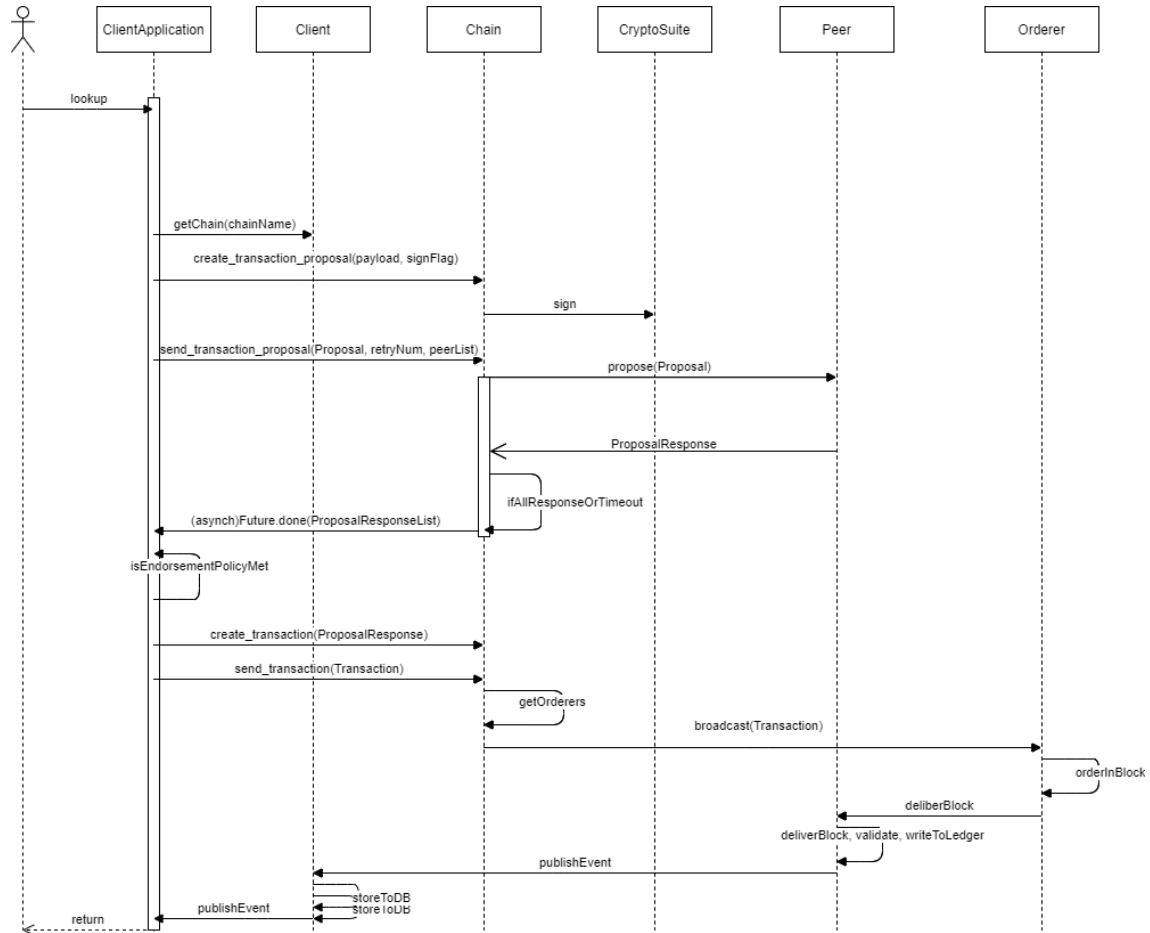 ClientApplication
Client
Chain
CryptoSuite
Peer
Orderer
lookup
getChain(chainName)
create_transaction_proposal(payload, signFlag)
sign
send_transaction_proposal(Proposal, retryNum, peerList)
propose(Proposal)
ProposalResponse
ifAllResponseOrTimeout
(asynch)Future.done(ProposalResponseList)
isEndorsementPolicyMet
create_transaction(ProposalResponse)
send_transaction(Transaction)
getOrderers
broadcast(Transaction)
orderInBlock
deliberBlock
deliverBlock, validate, writeToLedger
publishEvent
storeToDB
storeToDB
publishEvent
return